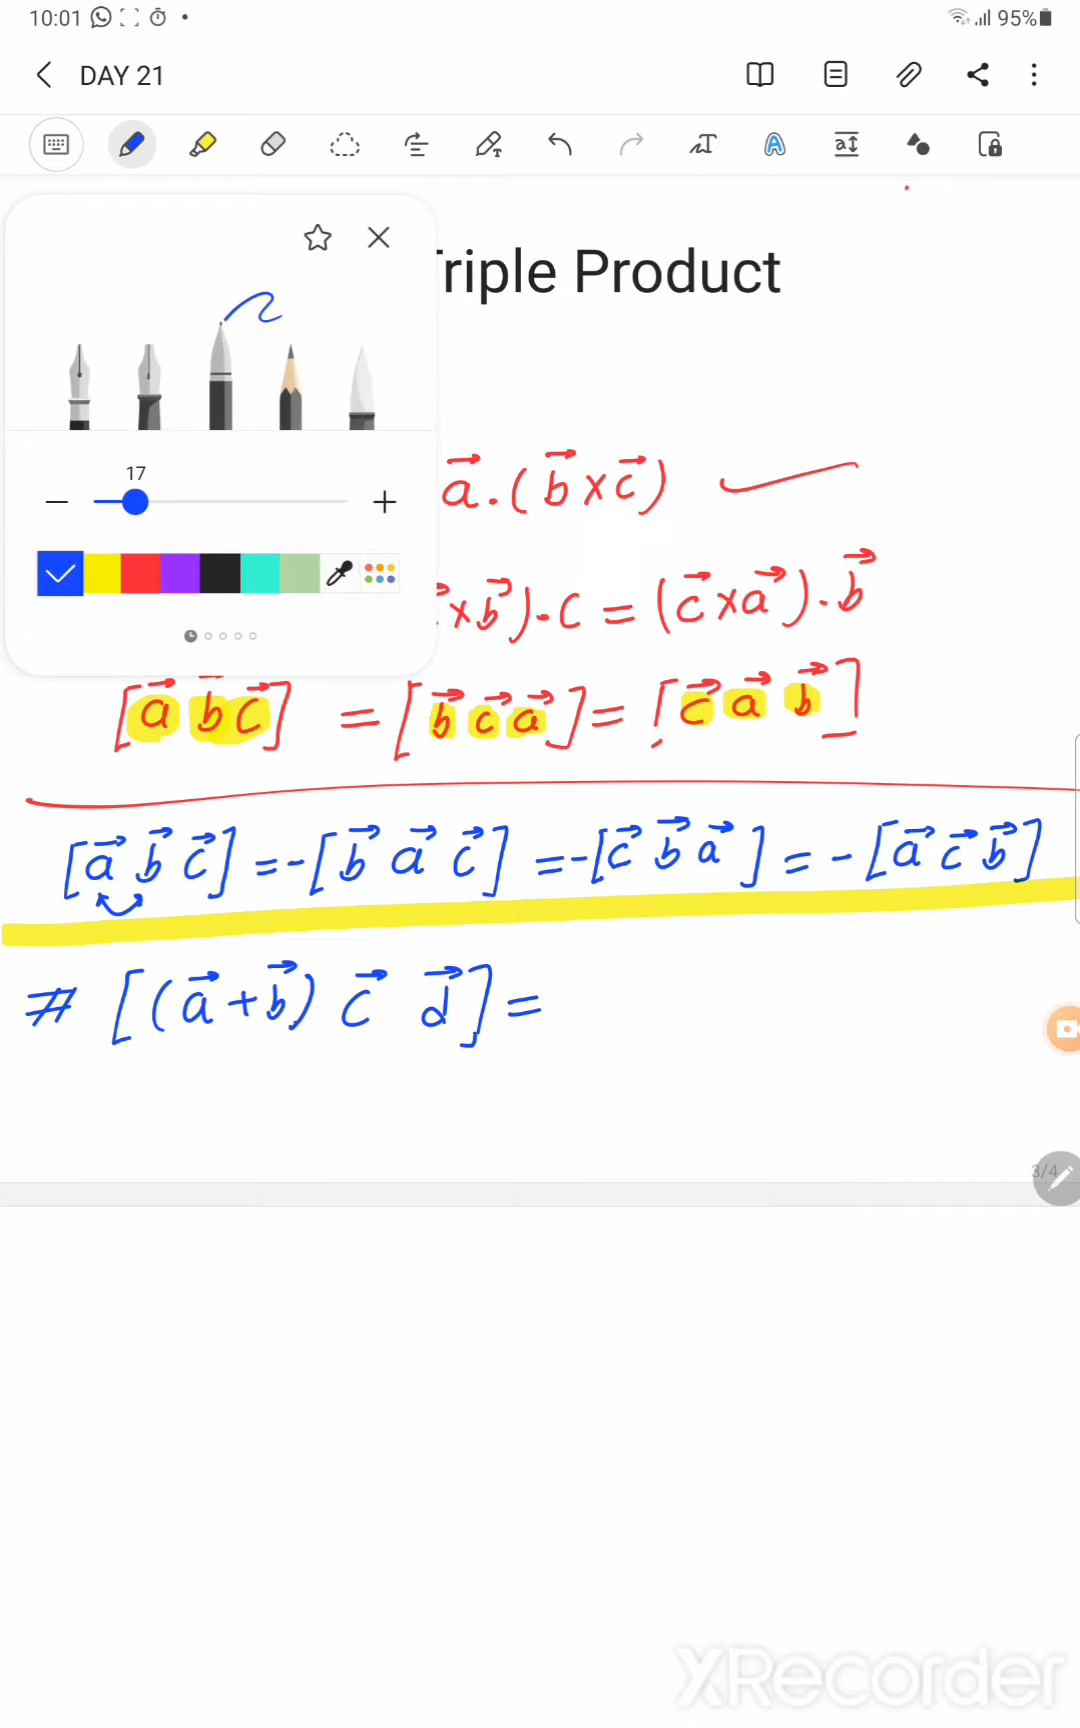 10:01 95%
DAY 21
Triple Product
17
a⃗.(b⃗×c⃗)
×b⃗).c = (c⃗×a⃗).b⃗
[a⃗ b⃗ c⃗] = [b⃗ c⃗ a⃗] = [c⃗ a⃗ b⃗]
[a⃗ b⃗ c⃗] = -[b⃗ a⃗ c⃗] = -[c⃗ b⃗ a⃗] = -[a⃗ c⃗ b⃗]
# [(a⃗+b⃗) c⃗ d⃗] =
3/4
XRecorder